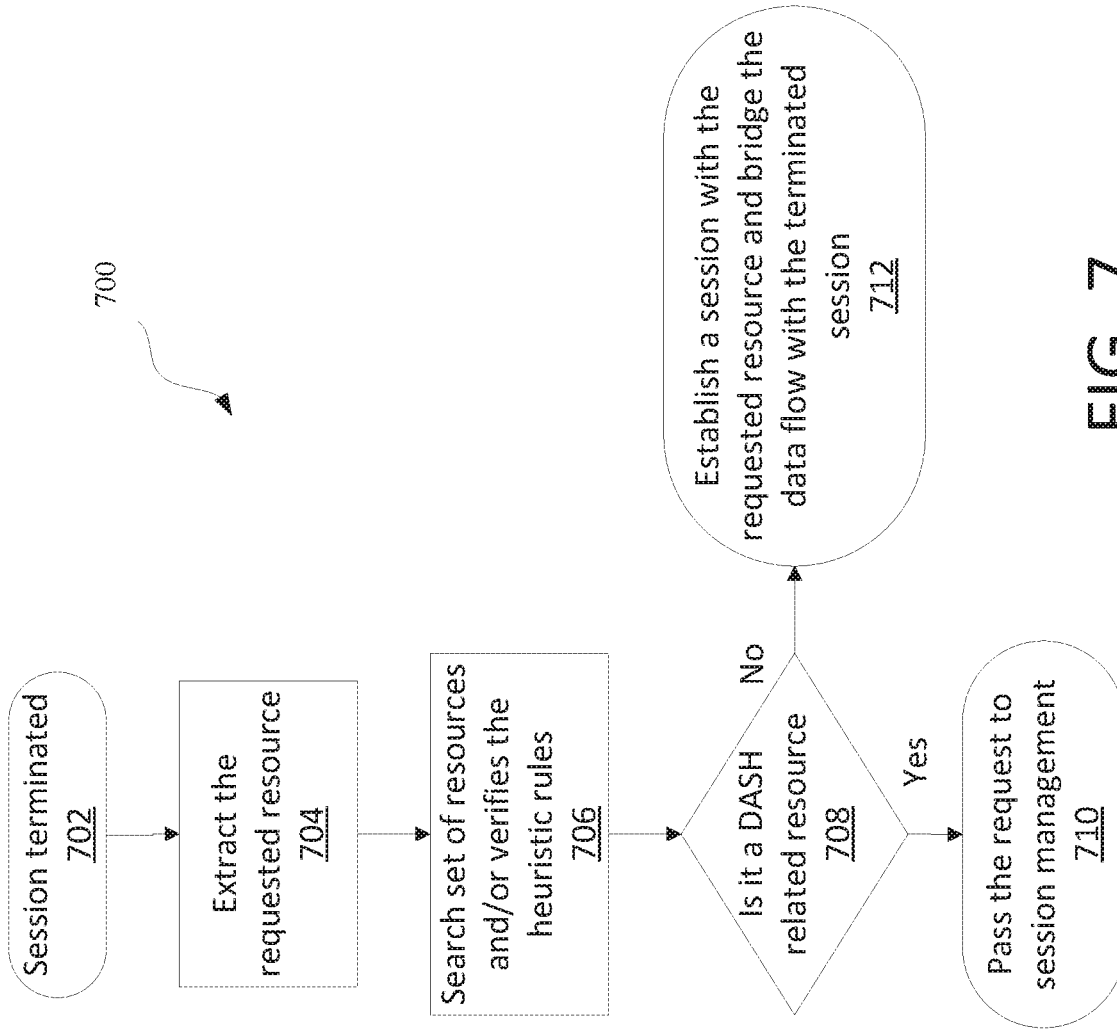 700
Session terminated
702
Extract the
requested resource
704
Search set of resources
and/or verifies the
heuristic rules
706
Is it a DASH
related resource
708
No
Yes
Establish a session with the
requested resource and bridge the
data flow with the terminated
session
712
Pass the request to
session management
710
FIG. 7